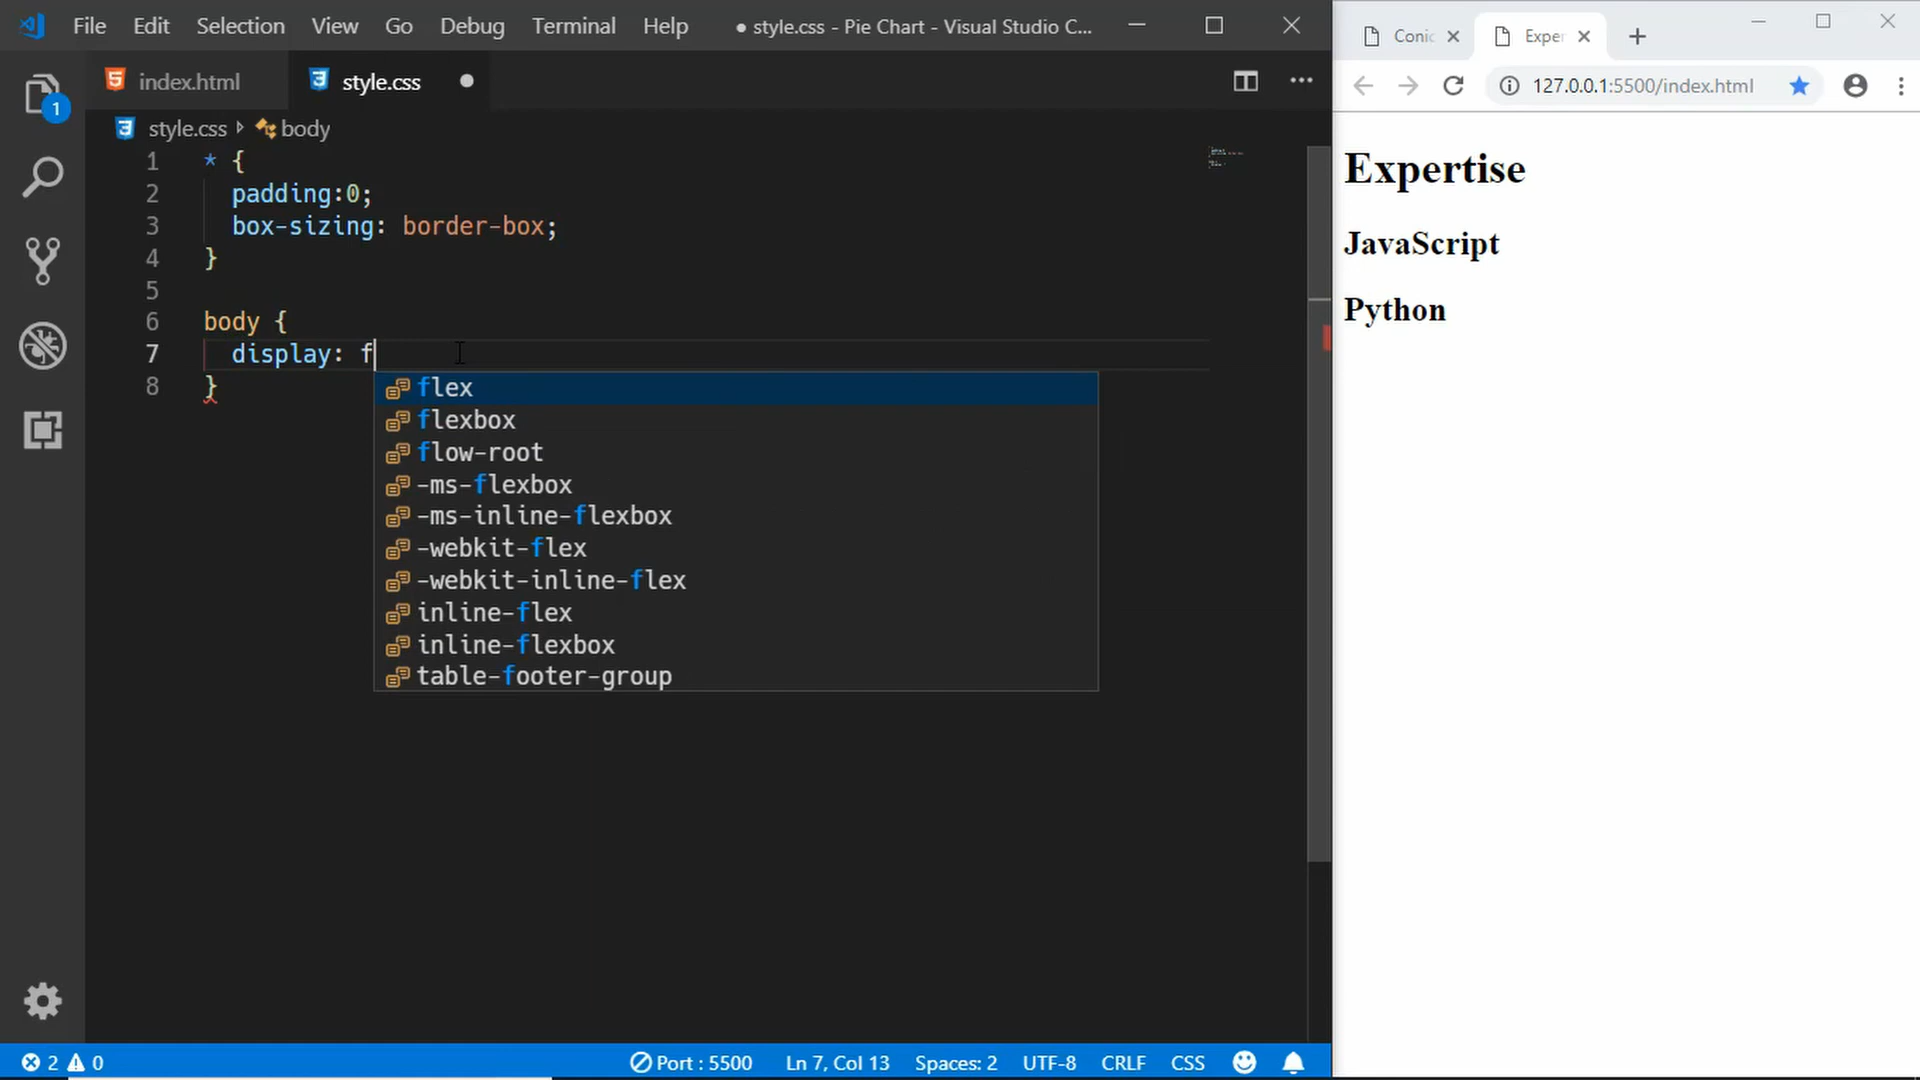 File Edit Selection View Go Debug Terminal Help ● style.css - Pie Chart - Visual Studio C...
index.html style.css ●
style.css body
1 * {
2 padding:0;
3 box-sizing: border-box;
4 }
5
6 body {
7 display: f
8 }
flex
flexbox
flow-root
-ms-flexbox
-ms-inline-flexbox
-webkit-flex
-webkit-inline-flex
inline-flex
inline-flexbox
table-footer-group
1
2 0 Port : 5500 Ln 7, Col 13 Spaces: 2 UTF-8 CRLF CSS
Conic Exper
127.0.0.1:5500/index.html
Expertise
JavaScript
Python